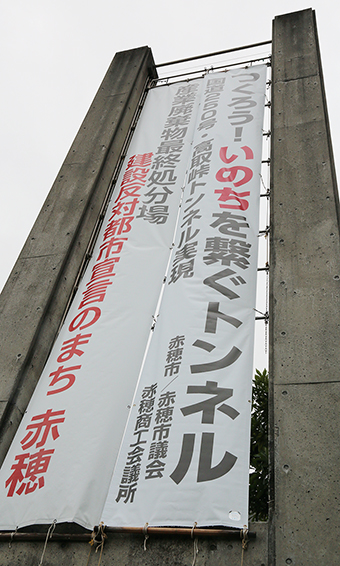 つくろう!いのちを繋ぐトンネル
国道250号・高取峠トンネル実現
赤穂市/赤穂市議会
赤穂商工会議所
産業廃棄物最終処分場
建設反対都市宣言のまち 赤穂